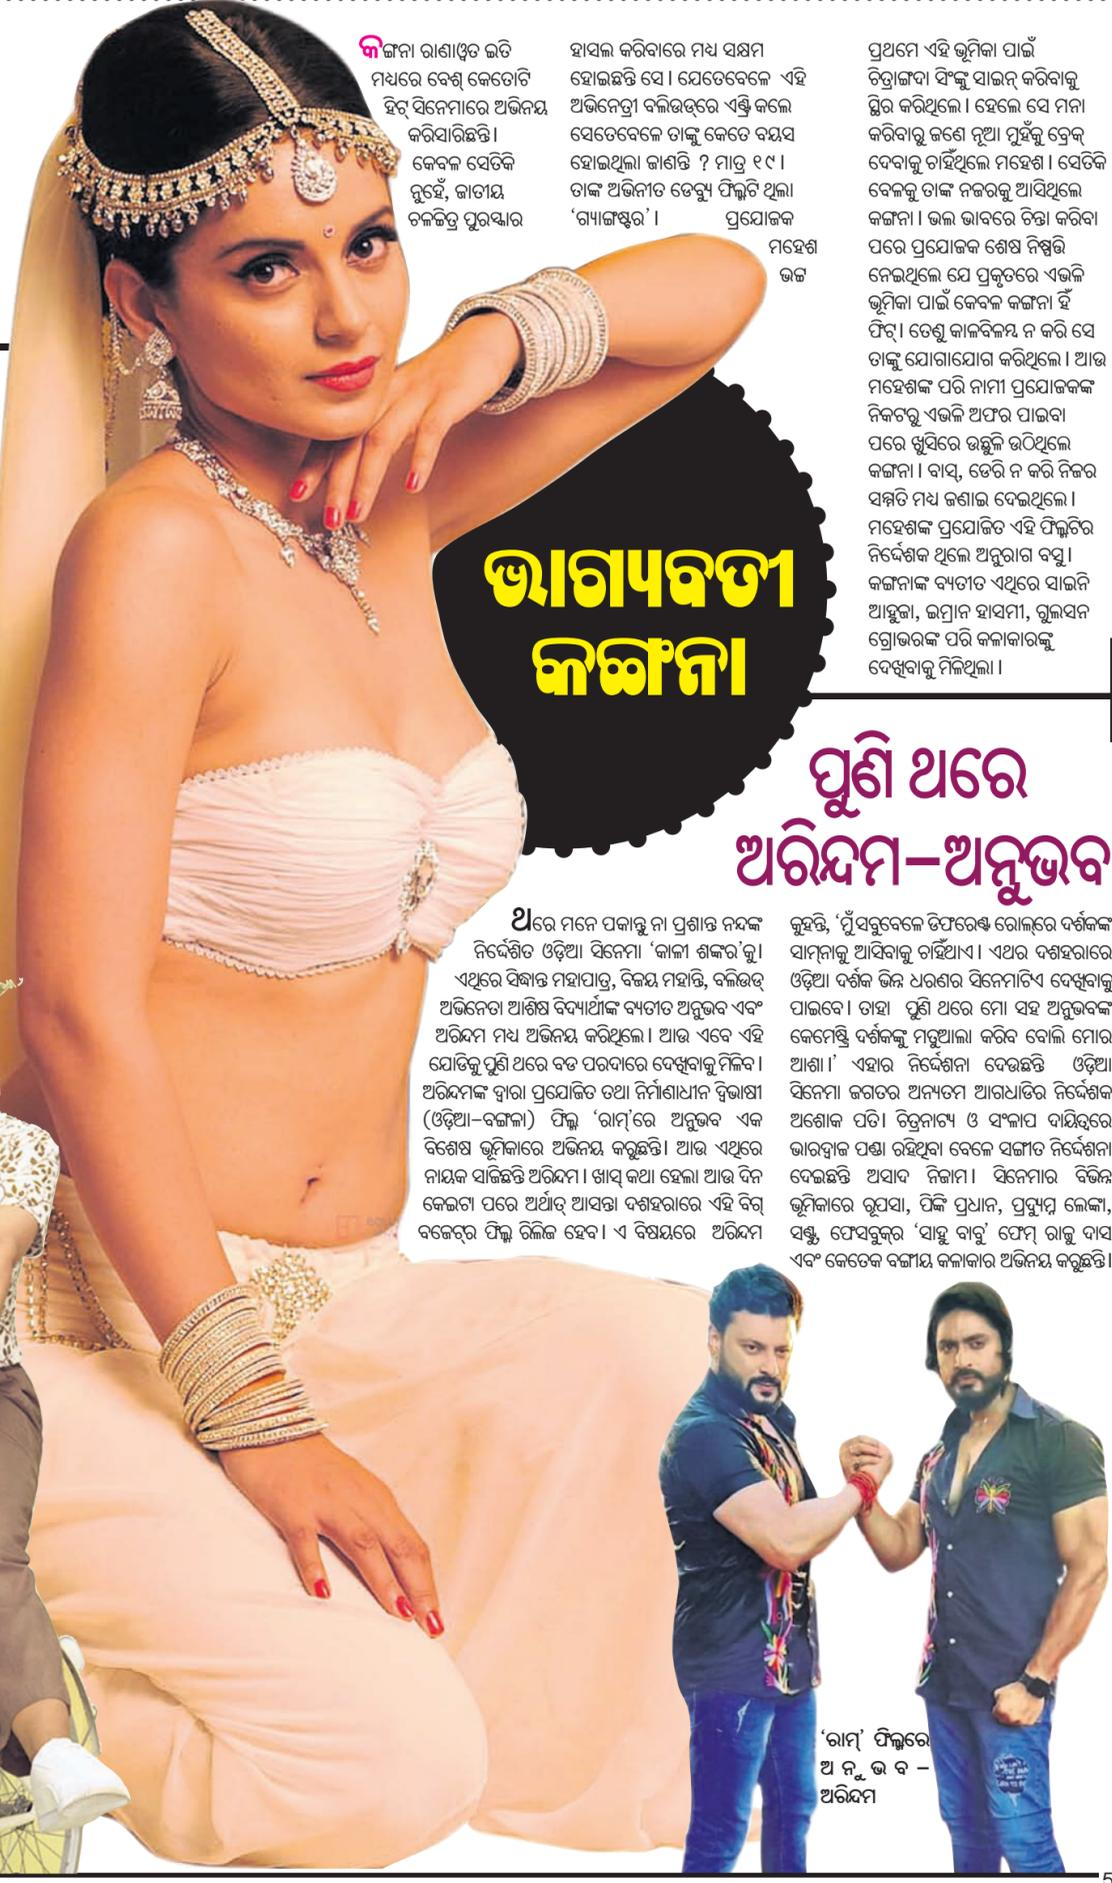 କଙ୍ଗନା ରାଣାୱତ ଇତି
ମଧ୍ୟରେ ବେଶ୍ କେତୋଟି
ହିଟ୍ ସିନେମାରେ ଅଭିନୟ
କରିସାରିଛନ୍ତି।
କେବଳ ସେତିକି
ନୁହେଁ, ଜାତୀୟ
ଚଳଚ୍ଚିତ୍ର ପୁରସ୍କାର
ହାସଲ କରିବାରେ ମଧ୍ୟ ସକ୍ଷମ
ହୋଇଛନ୍ତି ସେ। ଯେତେବେଳେ ଏହି
ଅଭିନେତ୍ରୀ ବଲିଉଡ୍‌ରେ ଏଣ୍ଟ୍ରି କଲେ
ସେତେବେଳେ ତାଙ୍କୁ କେତେ ବୟସ
ହୋଇଥିଲା ଜାଣନ୍ତି ? ମାତ୍ର ୧୯।
ତାଙ୍କ ଅଭିନୀତ ଡେବ୍ୟୁ ଫିଲ୍ମଟି ଥିଲା
‘ଗ୍ୟାଙ୍ଗଷ୍ଟର’। ପ୍ରଯୋଜକ
ମହେଶ
ଭଟ୍ଟ
ପ୍ରଥମେ ଏହି ଭୂମିକା ପାଇଁ
ଚିତ୍ରାଙ୍ଗଦା ସିଂଙ୍କୁ ସାଇନ୍ କରିବାକୁ
ସ୍ଥିର କରିଥିଲେ। ହେଲେ ସେ ମନା
କରିବାରୁ ଜଣେ ନୂଆ ମୁହଁକୁ ବ୍ରେକ୍
ଦେବାକୁ ଚାହିଁଥିଲେ ମହେଶ। ସେତିକି
ବେଳକୁ ତାଙ୍କ ନଜରକୁ ଆସିଥିଲେ
କଙ୍ଗନା। ଭଲ ଭାବରେ ଚିନ୍ତା କରିବା
ପରେ ପ୍ରଯୋଜକ ଶେଷ ନିଷ୍ପତ୍ତି
ନେଇଥିଲେ ଯେ ପ୍ରକୃତରେ ଏଭଳି
ଭୂମିକା ପାଇଁ କେବଳ କଙ୍ଗନା ହିଁ
ଫିଟ୍। ତେଣୁ କାଳବିଳମ୍ବ ନ କରି ସେ
ତାଙ୍କୁ ଯୋଗାଯୋଗ କରିଥିଲେ। ଆଉ
ମହେଶଙ୍କ ପରି ନାମୀ ପ୍ରଯୋଜକଙ୍କ
ନିକଟରୁ ଏଭଳି ଅଫର ପାଇବା
ପରେ ଖୁସିରେ ଉଛୁଳି ଉଠିଥିଲେ
କଙ୍ଗନା। ବାସ୍, ଡେରି ନ କରି ନିଜର
ସମ୍ମତି ମଧ୍ୟ ଜଣାଇ ଦେଇଥିଲେ।
ମହେଶଙ୍କ ପ୍ରଯୋଜିତ ଏହି ଫିଲ୍ମଟିର
ନିର୍ଦ୍ଦେଶକ ଥିଲେ ଅନୁରାଗ ବସୁ।
କଙ୍ଗନାଙ୍କ ବ୍ୟତୀତ ଏଥିରେ ସାଇନି
ଆହୁଜା, ଇମ୍ରାନ ହାସମୀ, ଗୁଲସନ
ଗ୍ରୋଭରଙ୍କ ପରି କଳାକାରଙ୍କୁ
ଦେଖିବାକୁ ମିଳିଥିଲା।
ଭାଗ୍ୟବତୀ
କଙ୍ଗନା
ପୁଣି ଥରେ
ଅରିନ୍ଦମ-ଅନୁଭବ
ଥରେ ମନେ ପକାନ୍ତୁ ନା ପ୍ରଶାନ୍ତ ନନ୍ଦଙ୍କ
ନିର୍ଦ୍ଦେଶିତ ଓଡ଼ିଆ ସିନେମା ‘କାଳୀ ଶଙ୍କର’କୁ।
ଏଥିରେ ସିଦ୍ଧାନ୍ତ ମହାପାତ୍ର, ବିଜୟ ମହାନ୍ତି, ବଲିଉଡ୍
ଅଭିନେତା ଆଶିଷ ବିଦ୍ୟାର୍ଥୀଙ୍କ ବ୍ୟତୀତ ଅନୁଭବ ଏବଂ
ଅରିନ୍ଦମ ମଧ୍ୟ ଅଭିନୟ କରିଥିଲେ। ଆଉ ଏବେ ଏହି
ଯୋଡିକୁ ପୁଣି ଥରେ ବଡ ପରଦାରେ ଦେଖିବାକୁ ମିଳିବ।
ଅରିନ୍ଦମଙ୍କ ଦ୍ୱାରା ପ୍ରଯୋଜିତ ତଥା ନିର୍ମାଣାଧୀନ ଦ୍ୱିଭାଷୀ
(ଓଡ଼ିଆ-ବଙ୍ଗଳା) ଫିଲ୍ମ ‘ରାମ୍’ରେ ଅନୁଭବ ଏକ
ବିଶେଷ ଭୂମିକାରେ ଅଭିନୟ କରୁଛନ୍ତି। ଆଉ ଏଥିରେ
ନାୟକ ସାଜିଛନ୍ତି ଅରିନ୍ଦମ। ଖାସ୍ କଥା ହେଲା ଆଉ ଦିନ
କେଇଟା ପରେ ଅର୍ଥାତ୍ ଆସନ୍ତା ଦଶହରାରେ ଏହି ବିଗ୍
ବଜେଟ୍‌ର ଫିଲ୍ମ ରିଲିଜ ହେବ। ଏ ବିଷୟରେ ଅରିନ୍ଦମ
କୁହନ୍ତି, ‘ମୁଁ ସବୁବେଳେ ଡିଫରେଣ୍ଟ ରୋଲ୍‌ରେ ଦର୍ଶକଙ୍କ
ସାମ୍‌ନାକୁ ଆସିବାକୁ ଚାହିଁଥାଏ। ଏଥର ଦଶହରାରେ
ଓଡ଼ିଆ ଦର୍ଶକ ଭିନ୍ନ ଧରଣର ସିନେମାଟିଏ ଦେଖିବାକୁ
ପାଇବେ। ତାହା ପୁଣି ଥରେ ମୋ ସହ ଅନୁଭବଙ୍କ
କେମେଷ୍ଟ୍ରି ଦର୍ଶକଙ୍କୁ ମତୁଆଲା କରିବ ବୋଲି ମୋର
ଆଶା।’ ଏହାର ନିର୍ଦ୍ଦେଶନା ଦେଉଛନ୍ତି ଓଡ଼ିଆ
ସିନେମା ଜଗତର ଅନ୍ୟତମ ଆଗଧାଡିର ନିର୍ଦ୍ଦେଶକ
ଅଶୋକ ପତି। ଚିତ୍ରନାଟ୍ୟ ଓ ସଂଳାପ ଦାୟିତ୍ୱରେ
ଭାରଦ୍ୱାଜ ପଣ୍ଡା ରହିଥିବା ବେଳେ ସଙ୍ଗୀତ ନିର୍ଦ୍ଦେଶନା
ଦେଇଛନ୍ତି ଅସାଦ ନିଜାମ। ସିନେମାର ବିଭିନ୍ନ
ଭୂମିକାରେ ରୂପସା, ପିଙ୍କି ପ୍ରଧାନ, ପ୍ରଦ୍ୟୁମ୍ନ ଲେଙ୍କା,
ସଣ୍ଟୁ, ଫେସବୁକ୍‌ର ‘ସାହୁ ବାବୁ’ ଫେମ୍ ରାଜୁ ଦାସ
ଏବଂ କେତେକ ବଙ୍ଗୀୟ କଳାକାର ଅଭିନୟ କରୁଛନ୍ତି।
‘ରାମ୍’ ଫିଲ୍ମରେ
ଅନୁଭବ-
ଅରିନ୍ଦମ
5